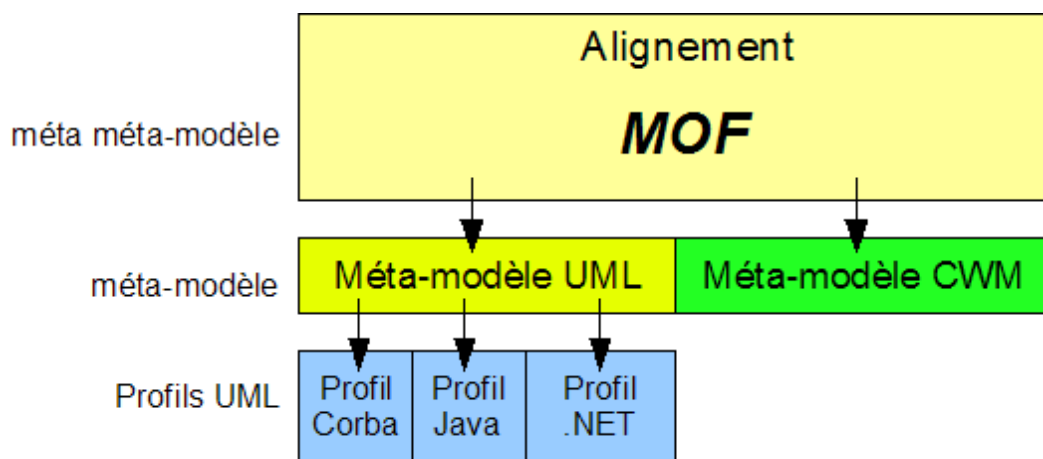 Alignement
méta méta-modèle
MOF
méta-modèle
Méta-modèle UML
Méta-modèle CWM
Profils UML
Profil
Corba
Profil
Java
Profil
.NET